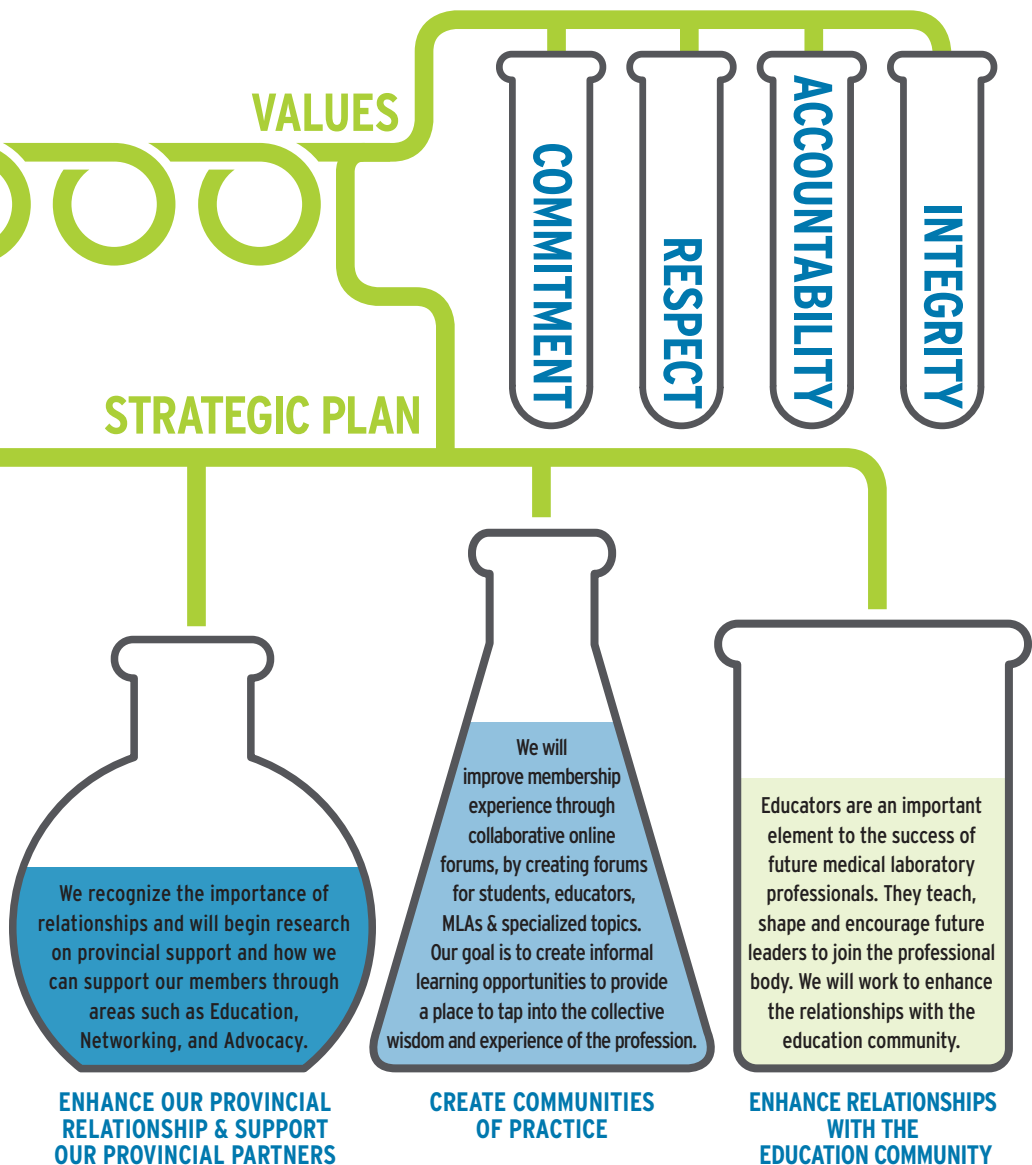 VALUES
COMMITMENT
RESPECT
ACCOUNTABILITY
INTEGRITY
STRATEGIC PLAN
We recognize the importance of
relationships and will begin research
on provincial support and how we
can support our members through
areas such as Education,
Networking, and Advocacy.
ENHANCE OUR PROVINCIAL
RELATIONSHIP & SUPPORT
OUR PROVINCIAL PARTNERS
We will
improve membership
experience through
collaborative online
forums, by creating forums
for students, educators,
MLAs & specialized topics.
Our goal is to create informal
learning opportunities to provide
a place to tap into the collective
wisdom and experience of the profession.
CREATE COMMUNITIES
OF PRACTICE
Educators are an important
element to the success of
future medical laboratory
professionals. They teach,
shape and encourage future
leaders to join the professional
body. We will work to enhance
the relationships with the
education community.
ENHANCE RELATIONSHIPS
WITH THE
EDUCATION COMMUNITY